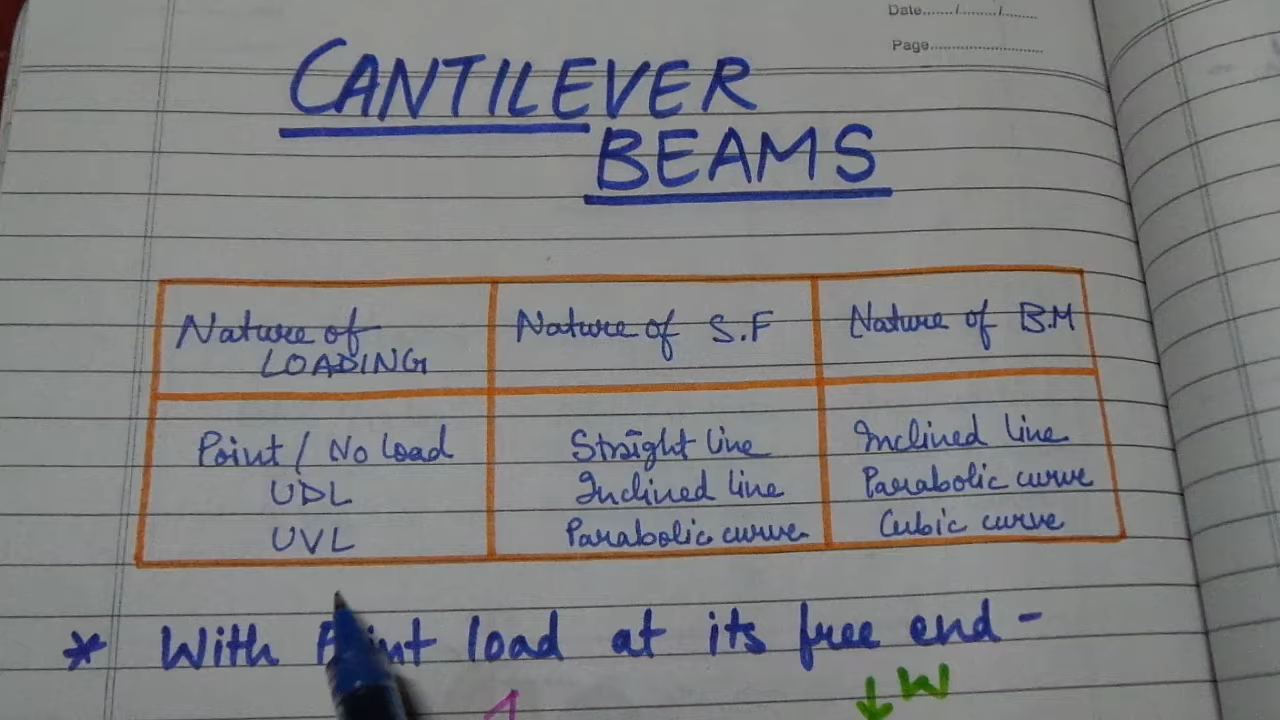 Date......./......./.......
Page............................
CANTILEVER
BEAMS
Nature of LOADING
Nature of S.F
Nature of B.M
Point / No load
Straight line
Inclined line
UDL
Inclined line
Parabolic curve
UVL
Parabolic curve
Cubic curve
* With Point load at its free end -
↓ W